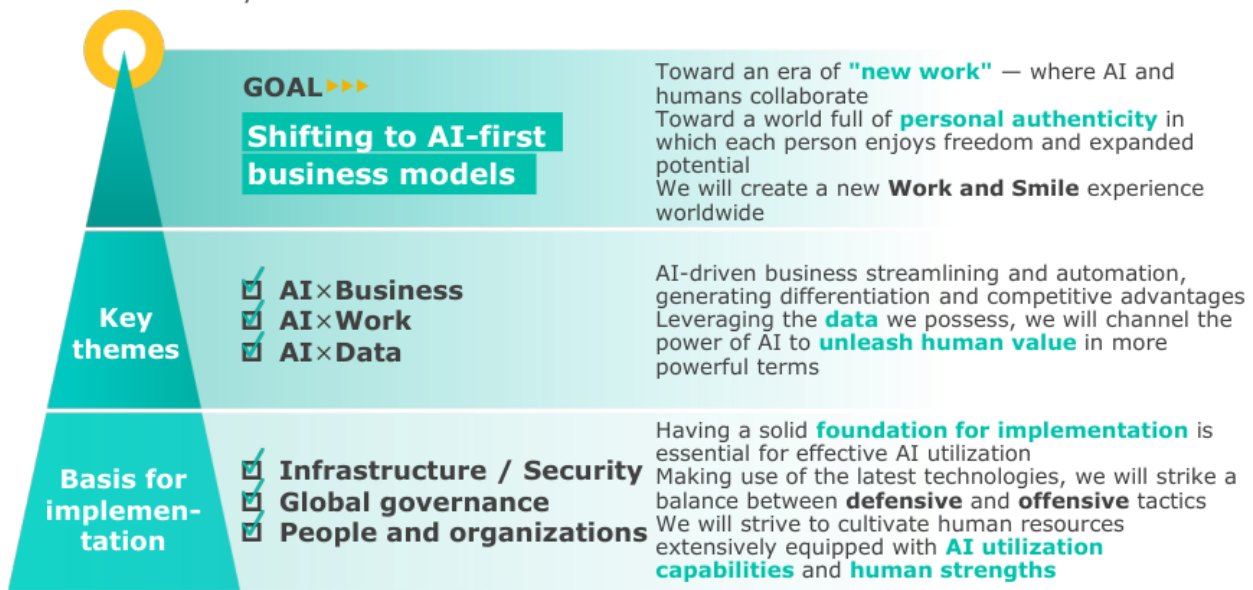 GOAL
Shifting to AI-first
business models
Toward an era of "new work" — where AI and
humans collaborate
Toward a world full of personal authenticity in
which each person enjoys freedom and expanded
potential
We will create a new Work and Smile experience
worldwide
Key
themes
AI×Business
AI×Work
AI×Data
AI-driven business streamlining and automation,
generating differentiation and competitive advantages
Leveraging the data we possess, we will channel the
power of AI to unleash human value in more
powerful terms
Basis for
implemen-
tation
Infrastructure / Security
Global governance
People and organizations
Having a solid foundation for implementation is
essential for effective AI utilization
Making use of the latest technologies, we will strike a
balance between defensive and offensive tactics
We will strive to cultivate human resources
extensively equipped with AI utilization
capabilities and human strengths